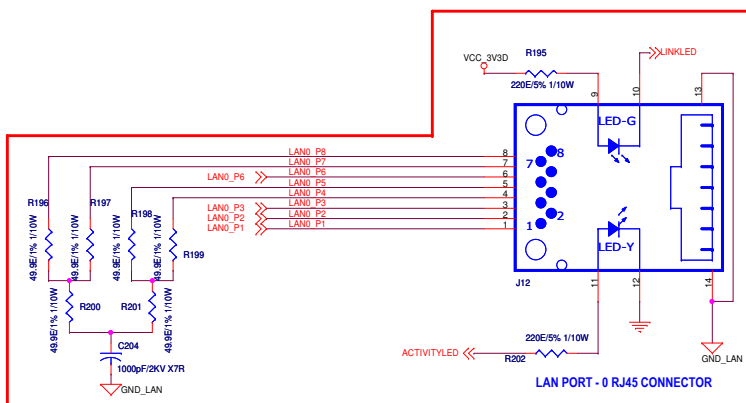 R195
LINKLED
VCC_3V3D
220E/5% 1/10W
9
10
13
LED-G
LAN0_P8
8
LAN0_P7
7
LAN0_P6
LAN0_P6
6
LAN0_P5
5
LAN0_P4
4
LAN0_P3
LAN0_P3
3
LAN0_P2
LAN0_P2
2
LAN0_P1
LAN0_P1
1
7
8
1
2
LED-Y
J12
11
12
14
R196
R197
R198
R199
49.9E/1% 1/10W
49.9E/1% 1/10W
49.9E/1% 1/10W
49.9E/1% 1/10W
R200
R201
49.9E/1% 1/10W
49.9E/1% 1/10W
C204
1000pF/2KV X7R
GND_LAN
220E/5% 1/10W
ACTIVITYLED
R202
GND_LAN
LAN PORT - 0 RJ45 CONNECTOR